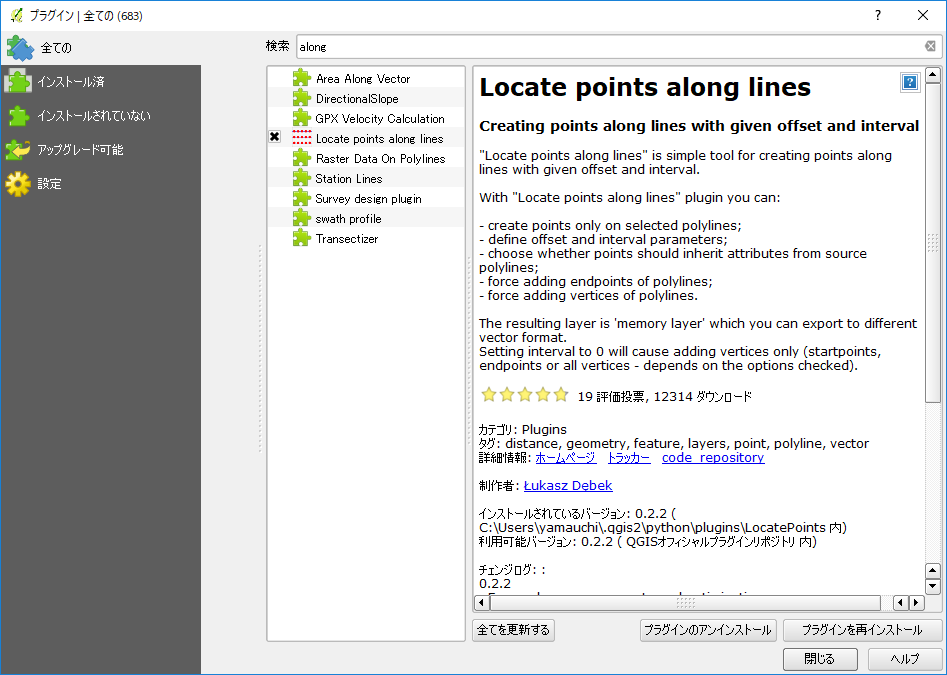 プラグイン | 全ての (683)
全ての
インストール済
インストールされていない
アップグレード可能
設定
検索 along
Area Along Vector
DirectionalSlope
GPX Velocity Calculation
Locate points along lines
Raster Data On Polylines
Station Lines
Survey design plugin
swath profile
Transectizer
Locate points along lines
Creating points along lines with given offset and interval
"Locate points along lines" is simple tool for creating points along
lines with given offset and interval.
With "Locate points along lines" plugin you can:
- create points only on selected polylines;
- define offset and interval parameters;
- choose whether points should inherit attributes from source
polylines;
- force adding endpoints of polylines;
- force adding vertices of polylines.
The resulting layer is 'memory layer' which you can export to different
vector format.
Setting interval to 0 will cause adding vertices only (startpoints,
endpoints or all vertices - depends on the options checked).
19 評価投票, 12314 ダウンロード
カテゴリ: Plugins
タグ: distance, geometry, feature, layers, point, polyline, vector
詳細情報: ホームページ トラッカー code repository
制作者: Łukasz Dębek
インストールされているバージョン: 0.2.2 (
C:\Users\yamauchi\.qgis2\python\plugins\LocatePoints 内)
利用可能バージョン: 0.2.2 ( QGISオフィシャルプラグインリポジトリ 内)
チェンジログ: :
0.2.2
全てを更新する
プラグインのアンインストール
プラグインを再インストール
閉じる
ヘルプ